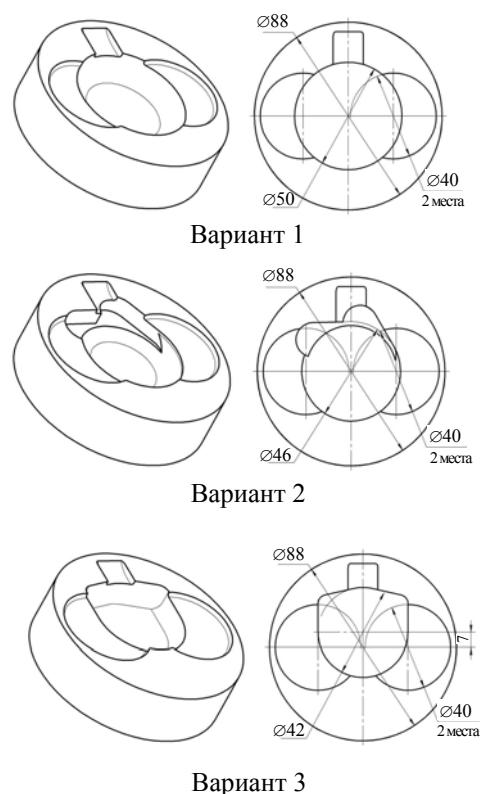 ∅88
∅50
∅40
2 места
Вариант 1
∅88
∅46
∅40
2 места
Вариант 2
∅88
7
∅42
∅40
2 места
Вариант 3